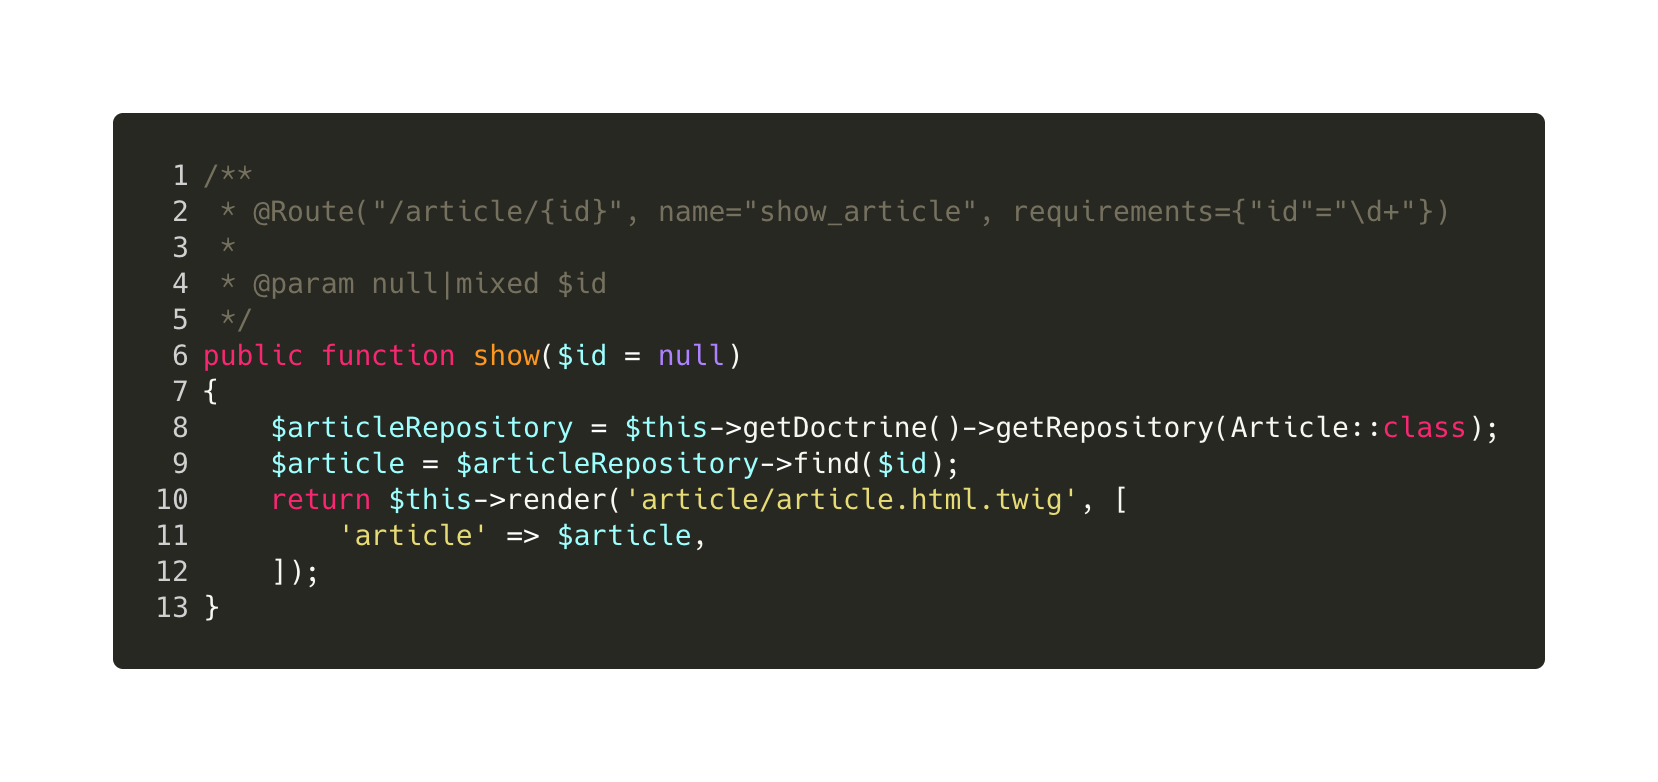 1 /**
2  * @Route("/article/{id}", name="show_article", requirements={"id"="\d+"})
3  *
4  * @param null|mixed $id
5  */
6 public function show($id = null)
7 {
8     $articleRepository = $this->getDoctrine()->getRepository(Article::class);
9     $article = $articleRepository->find($id);
10     return $this->render('article/article.html.twig', [
11         'article' => $article,
12     ]);
13 }